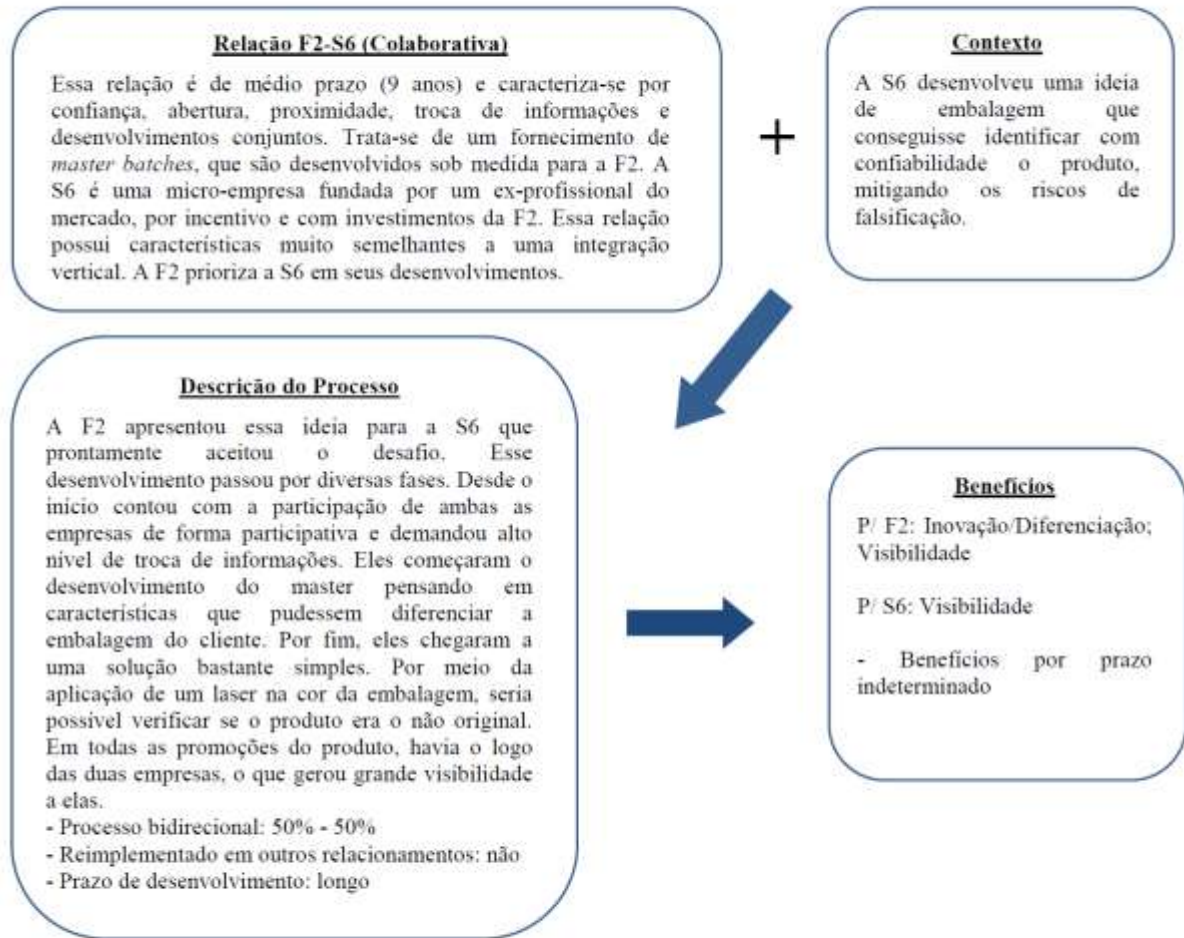 Relação F2-S6 (Colaborativa)
Essa relação é de médio prazo (9 anos) e caracteriza-se por
confiança, abertura, proximidade, troca de informações e
desenvolvimentos conjuntos. Trata-se de um fornecimento de
master batches, que são desenvolvidos sob medida para a F2. A
S6 é uma micro-empresa fundada por um ex-profissional do
mercado, por incentivo e com investimentos da F2. Essa relação
possui características muito semelhantes a uma integração
vertical. A F2 prioriza a S6 em seus desenvolvimentos.
+
Contexto
A S6 desenvolveu uma ideia
de embalagem que
conseguisse identificar com
confiabilidade o produto,
mitigando os riscos de
falsificação.
Descrição do Processo
A F2 apresentou essa ideia para a S6 que
prontamente aceitou o desafio. Esse
desenvolvimento passou por diversas fases. Desde o
início contou com a participação de ambas as
empresas de forma participativa e demandou alto
nível de troca de informações. Eles começaram o
desenvolvimento do master pensando em
características que pudessem diferenciar a
embalagem do cliente. Por fim, eles chegaram a
uma solução bastante simples. Por meio da
aplicação de um laser na cor da embalagem, seria
possível verificar se o produto era o não original.
Em todas as promoções do produto, havia o logo
das duas empresas, o que gerou grande visibilidade
a elas.
- Processo bidirecional: 50% - 50%
- Reimplementado em outros relacionamentos: não
- Prazo de desenvolvimento: longo
Benefícios
P/ F2: Inovação/Diferenciação;
Visibilidade
P/ S6: Visibilidade
- Benefícios por prazo
indeterminado